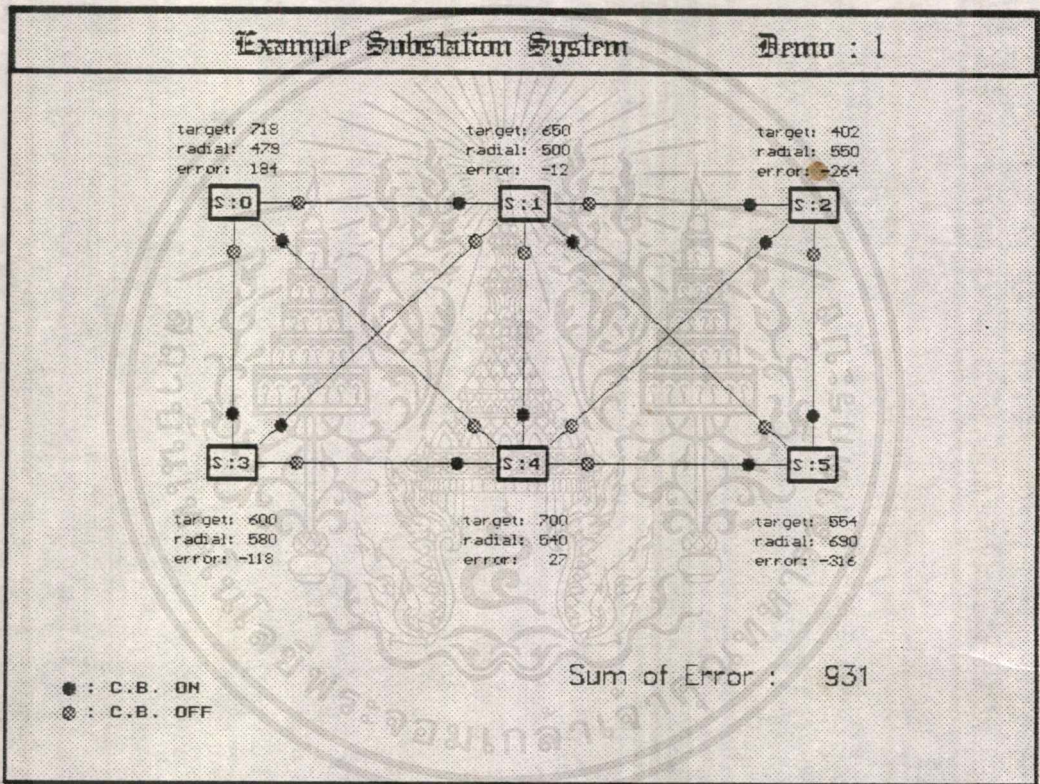 Example Substation System Demo : 1
target: 718
radial: 479
error: 184
target: 650
radial: 500
error: -12
target: 402
radial: 550
error: -264
S:0
S:1
S:2
S:3
S:4
S:5
target: 600
radial: 580
error: -118
target: 700
radial: 540
error: 27
target: 554
radial: 690
error: -316
Sum of Error : 931
: C.B. ON
: C.B. OFF